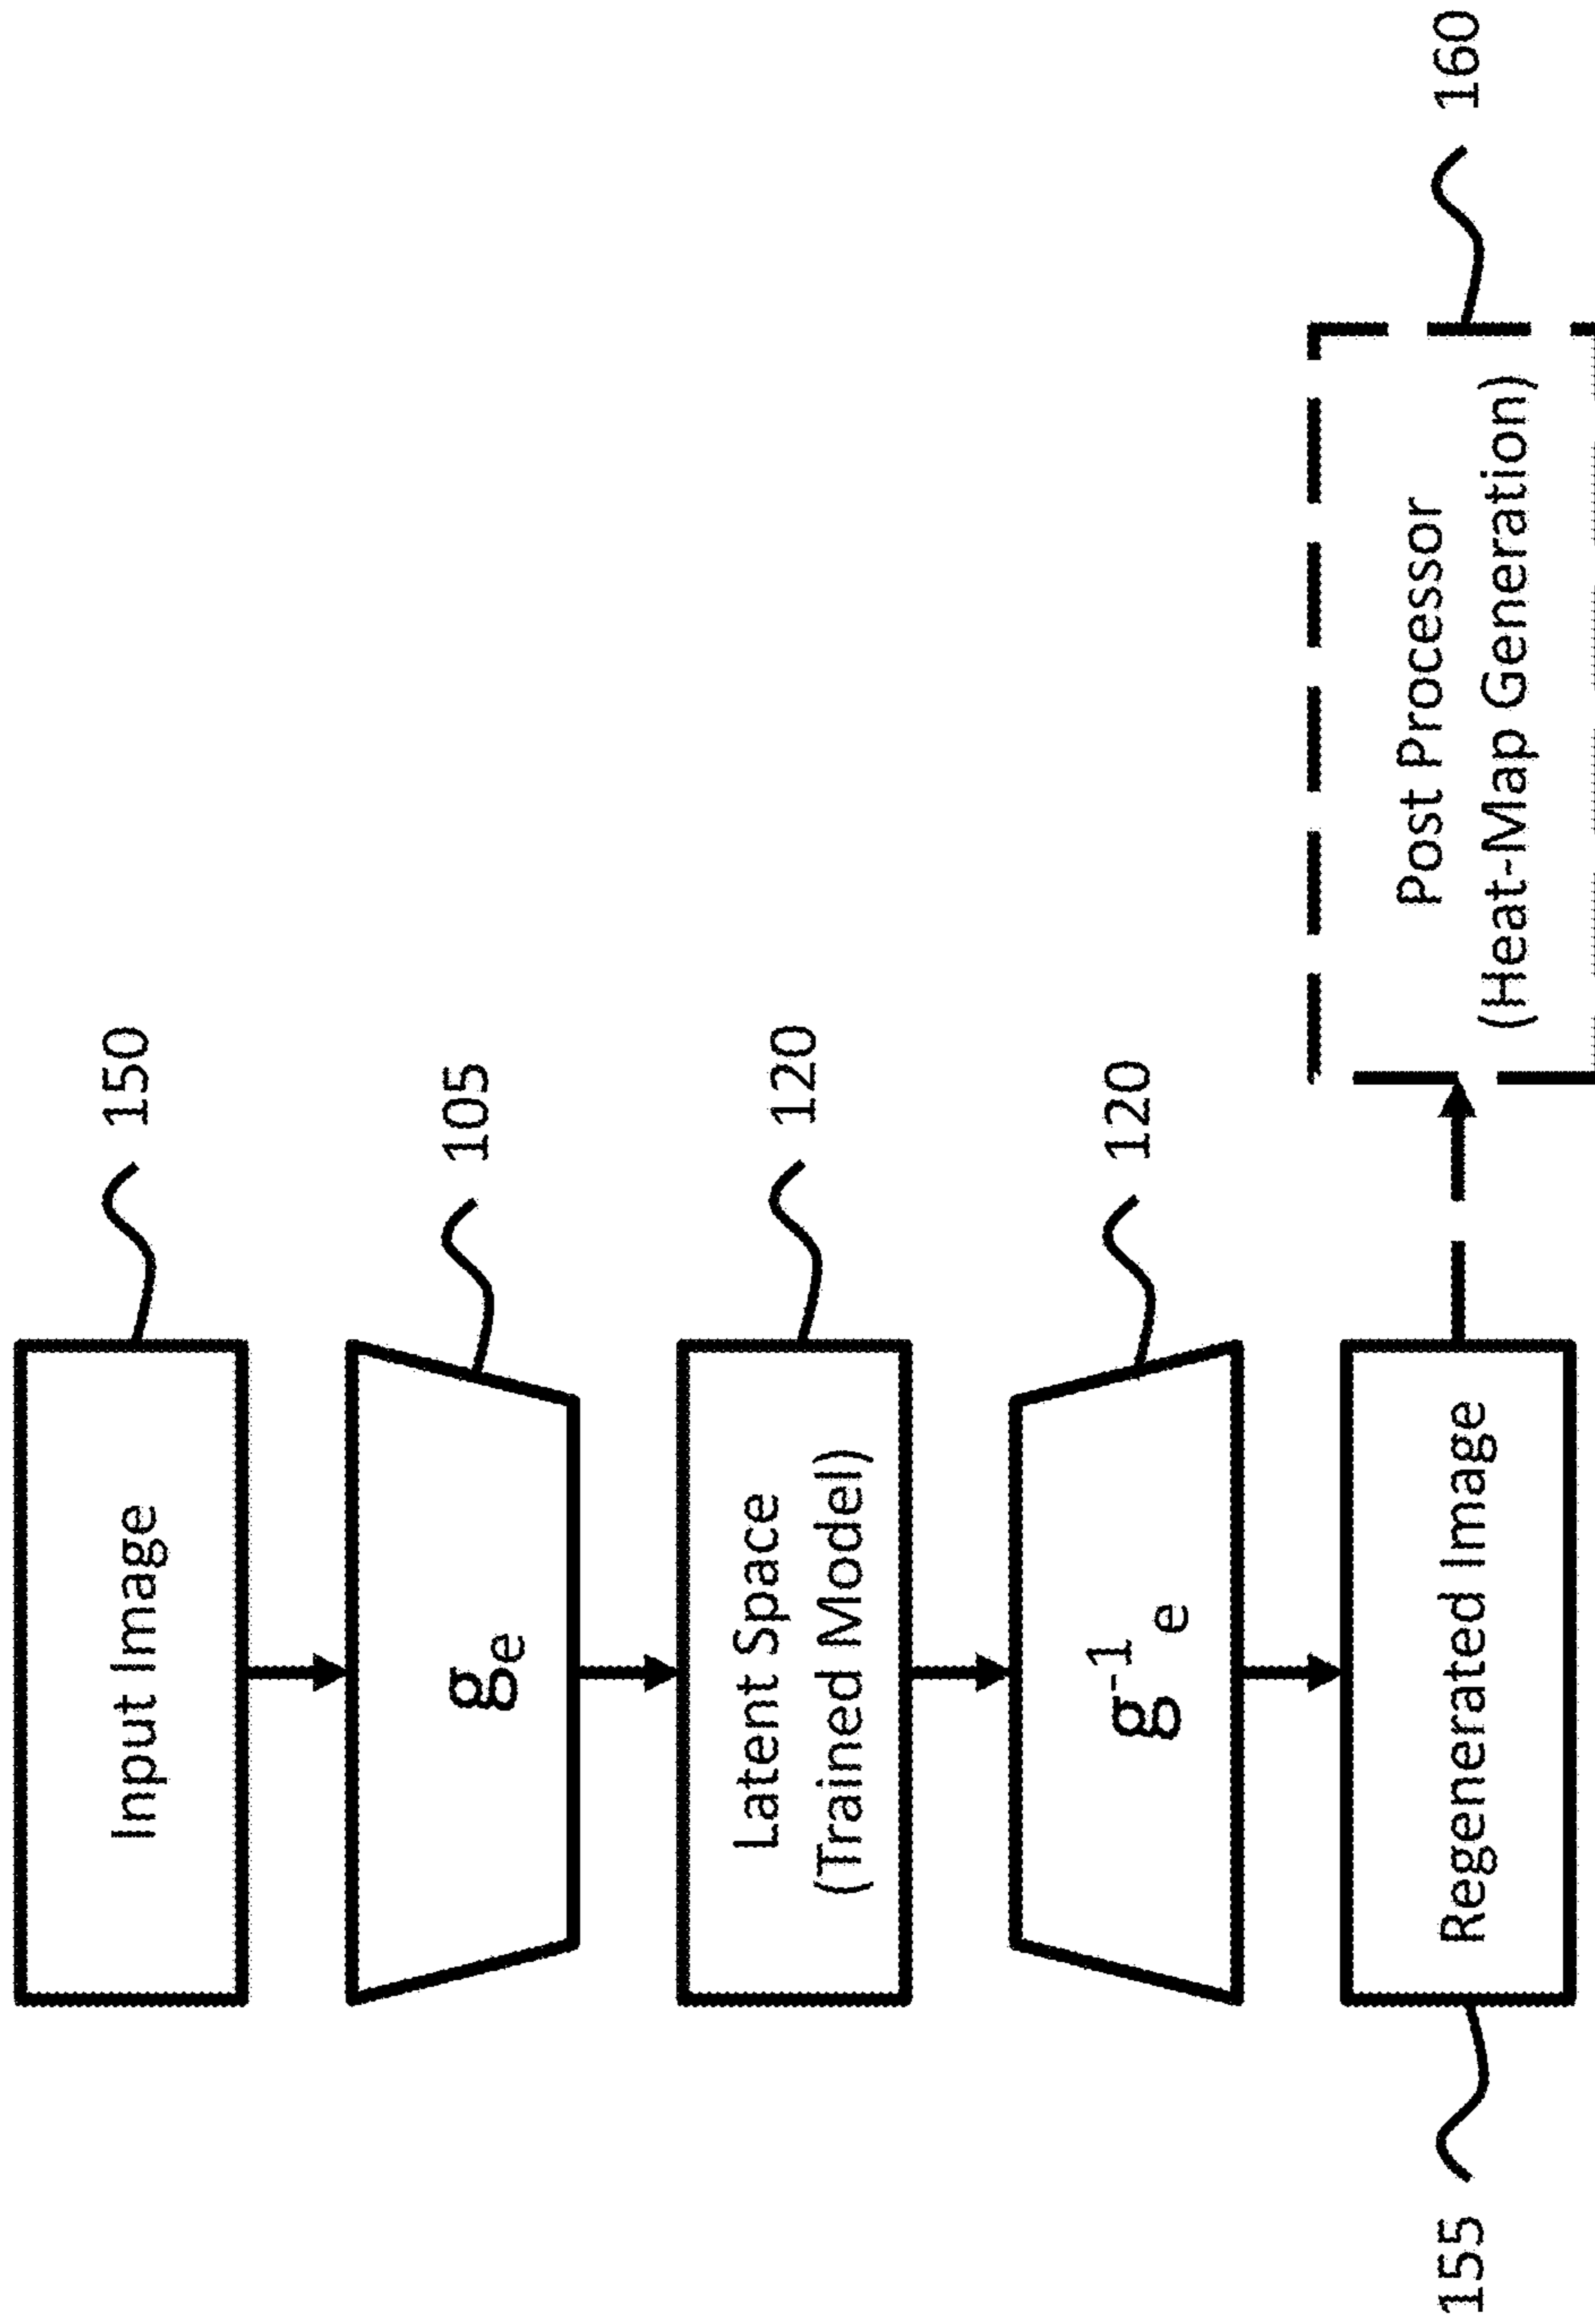 Input Image
150
g_e
105
Latent Space
(Trained Model)
120
g^-1_e
120
Regenerated Image
155
Post Processor
(Heat-Map Generation)
160